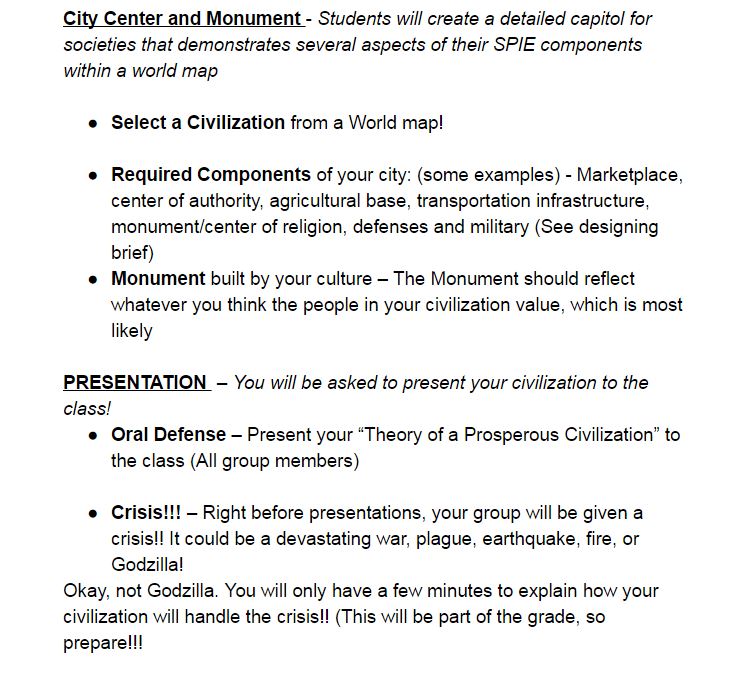 City Center and Monument - Students will create a detailed capitol for
societies that demonstrates several aspects of their SPIE components
within a world map
● Select a Civilization from a World map!
● Required Components of your city: (some examples) - Marketplace,
center of authority, agricultural base, transportation infrastructure,
monument/center of religion, defenses and military (See designing
brief)
● Monument built by your culture – The Monument should reflect
whatever you think the people in your civilization value, which is most
likely
PRESENTATION – You will be asked to present your civilization to the
class!
● Oral Defense – Present your “Theory of a Prosperous Civilization” to
the class (All group members)
● Crisis!!! – Right before presentations, your group will be given a
crisis!! It could be a devastating war, plague, earthquake, fire, or
Godzilla!
Okay, not Godzilla. You will only have a few minutes to explain how your
civilization will handle the crisis!! (This will be part of the grade, so
prepare!!!